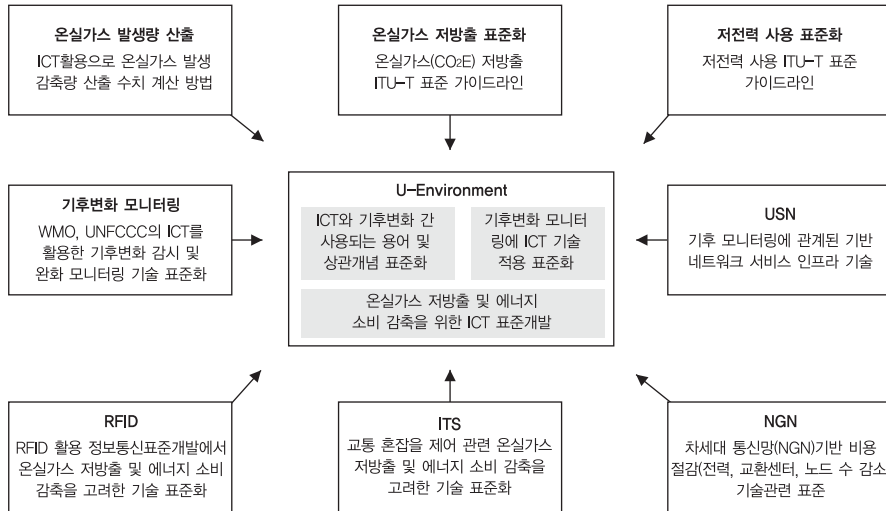 온실가스 발생량 산출
ICT활용으로 온실가스 발생
감축량 산출 수치 계산 방법
온실가스 저방출 표준화
온실가스(CO2E) 저방출
ITU-T 표준 가이드라인
저전력 사용 표준화
저전력 사용 ITU-T 표준
가이드라인
기후변화 모니터링
WMO, UNFCCC의 ICT를
활용한 기후변화 감시 및
완화 모니터링 기술 표준화
U-Environment
ICT와 기후변화 간
사용되는 용어 및
상관개념 표준화
기후변화 모니터
링에 ICT 기술
적용 표준화
온실가스 저방출 및 에너지
소비 감축을 위한 ICT 표준개발
USN
기후 모니터링에 관계된 기반
네트워크 서비스 인프라 기술
RFID
RFID 활용 정보통신표준개발에서
온실가스 저방출 및 에너지 소비
감축을 고려한 기술 표준화
ITS
교통 혼잡을 제어 관련 온실가스
저방출 및 에너지 소비 감축을
고려한 기술 표준화
NGN
차세대 통신망(NGN)기반 비용
절감(전력, 교환센터, 노드 수 감소
기술관련 표준